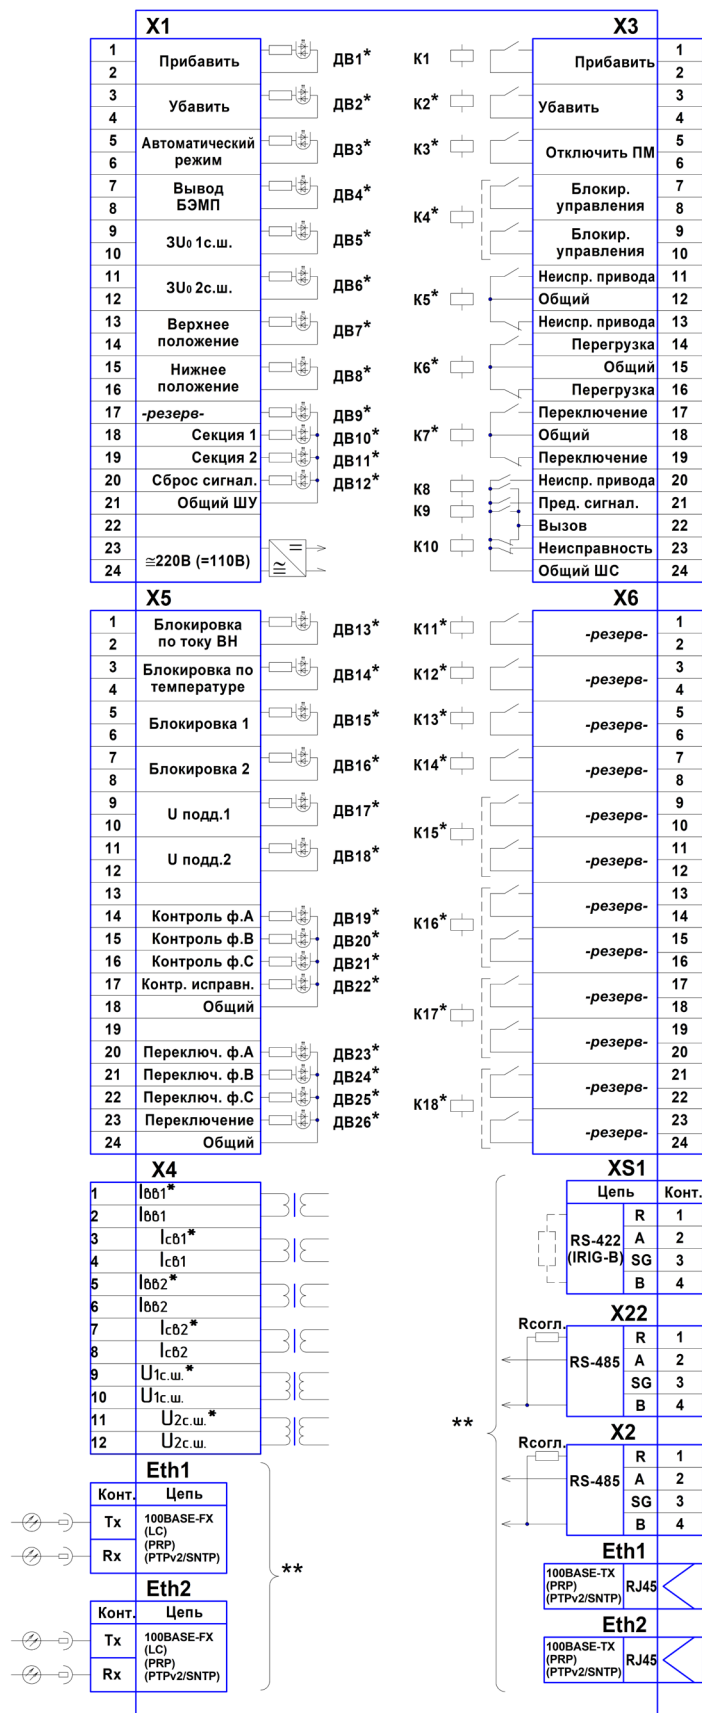 X1
1 Прибавить ДВ1*
2
3 Убавить ДВ2*
4
5 Автоматический режим ДВ3*
6
7 Вывод БЭМП ДВ4*
8
9 3U0 1с.ш. ДВ5*
10
11 3U0 2с.ш. ДВ6*
12
13 Верхнее положение ДВ7*
14
15 Нижнее положение ДВ8*
16
17 -резерв- ДВ9*
18 Секция 1 ДВ10*
19 Секция 2 ДВ11*
20 Сброс сигнал. ДВ12*
21 Общий ШУ
22
23 ≅220В (=110В)
24
=
≅
X3
К1 Прибавить 1
2
К2* Убавить 3
4
К3* Отключить ПМ 5
6
К4* Блокир. управления 7
8
Блокир. управления 9
10
Неиспр. привода 11
К5* Общий 12
Неиспр. привода 13
Перегрузка 14
К6* Общий 15
Перегрузка 16
Переключение 17
К7* Общий 18
Переключение 19
К8 Неиспр. привода 20
К9 Пред. сигнал. 21
Вызов 22
К10 Неисправность 23
Общий ШС 24
X5
1 Блокировка по току ВН ДВ13*
2
3 Блокировка по температуре ДВ14*
4
5 Блокировка 1 ДВ15*
6
7 Блокировка 2 ДВ16*
8
9 U подд.1 ДВ17*
10
11 U подд.2 ДВ18*
12
13
14 Контроль ф.А ДВ19*
15 Контроль ф.В ДВ20*
16 Контроль ф.С ДВ21*
17 Контр. исправн. ДВ22*
18 Общий
19
20 Переключ. ф.А ДВ23*
21 Переключ. ф.В ДВ24*
22 Переключ. ф.С ДВ25*
23 Переключение ДВ26*
24 Общий
X6
К11* -резерв- 1
2
К12* -резерв- 3
4
К13* -резерв- 5
6
К14* -резерв- 7
8
К15* -резерв- 9
10
-резерв- 11
12
К16* -резерв- 13
14
-резерв- 15
16
К17* -резерв- 17
18
-резерв- 19
20
К18* -резерв- 21
22
-резерв- 23
24
X4
1 Iвв1*
2 Iвв1
3 Iсв1*
4 Iсв1
5 Iвв2*
6 Iвв2
7 Iсв2*
8 Iсв2
9 U1с.ш.*
10 U1с.ш.
11 U2с.ш.*
12 U2с.ш.
Eth1
Конт. Цепь
Tx
Rx
100BASE-FX
(LC)
(PRP)
(PTPv2/SNTP)
**
Eth2
Конт. Цепь
Tx
Rx
100BASE-FX
(LC)
(PRP)
(PTPv2/SNTP)
XS1
Цепь Конт.
RS-422
(IRIG-B)
R 1
A 2
SG 3
B 4
X22
Rсогл.
RS-485
R 1
A 2
SG 3
B 4
**
X2
Rсогл.
RS-485
R 1
A 2
SG 3
B 4
Eth1
100BASE-TX
(PRP)
(PTPv2/SNTP)
RJ45
Eth2
100BASE-TX
(PRP)
(PTPv2/SNTP)
RJ45